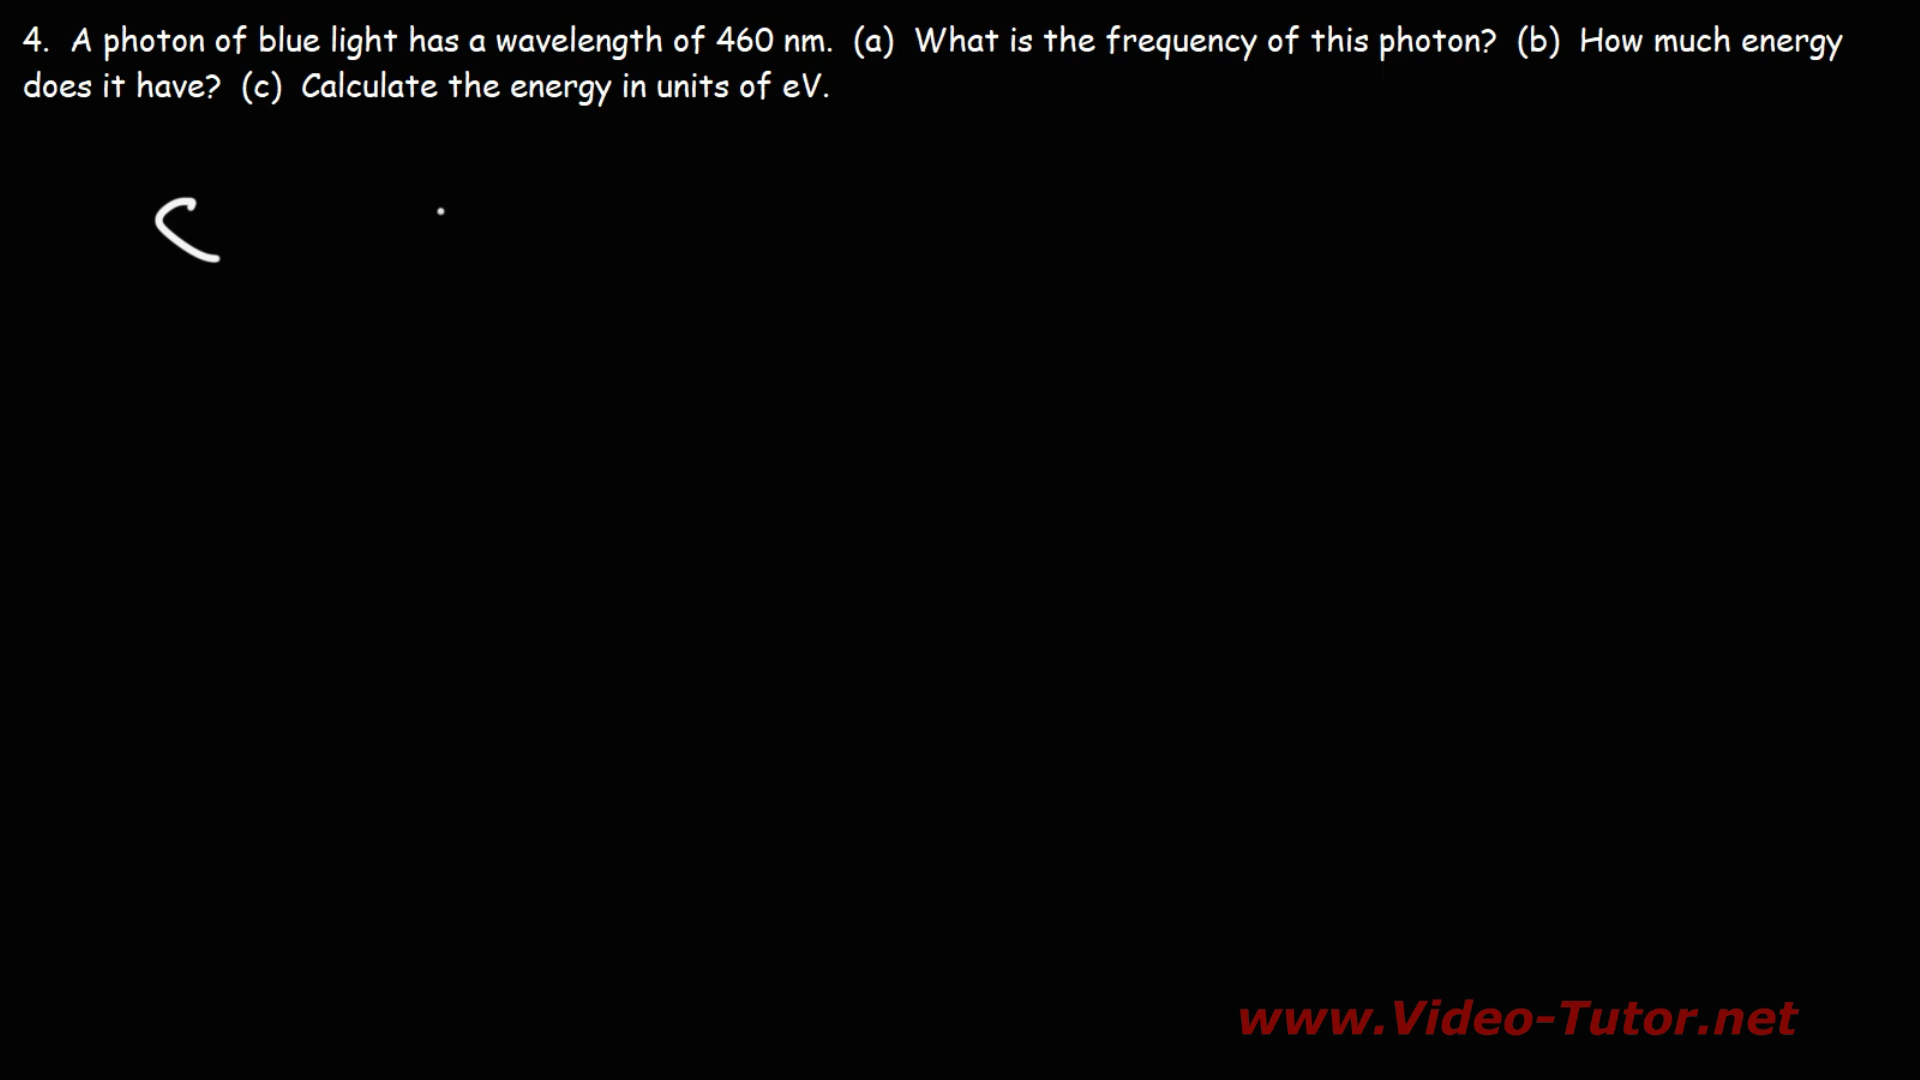 4. A photon of blue light has a wavelength of 460 nm. (a) What is the frequency of this photon? (b) How much energy
does it have? (c) Calculate the energy in units of eV.
C
www.Video-Tutor.net